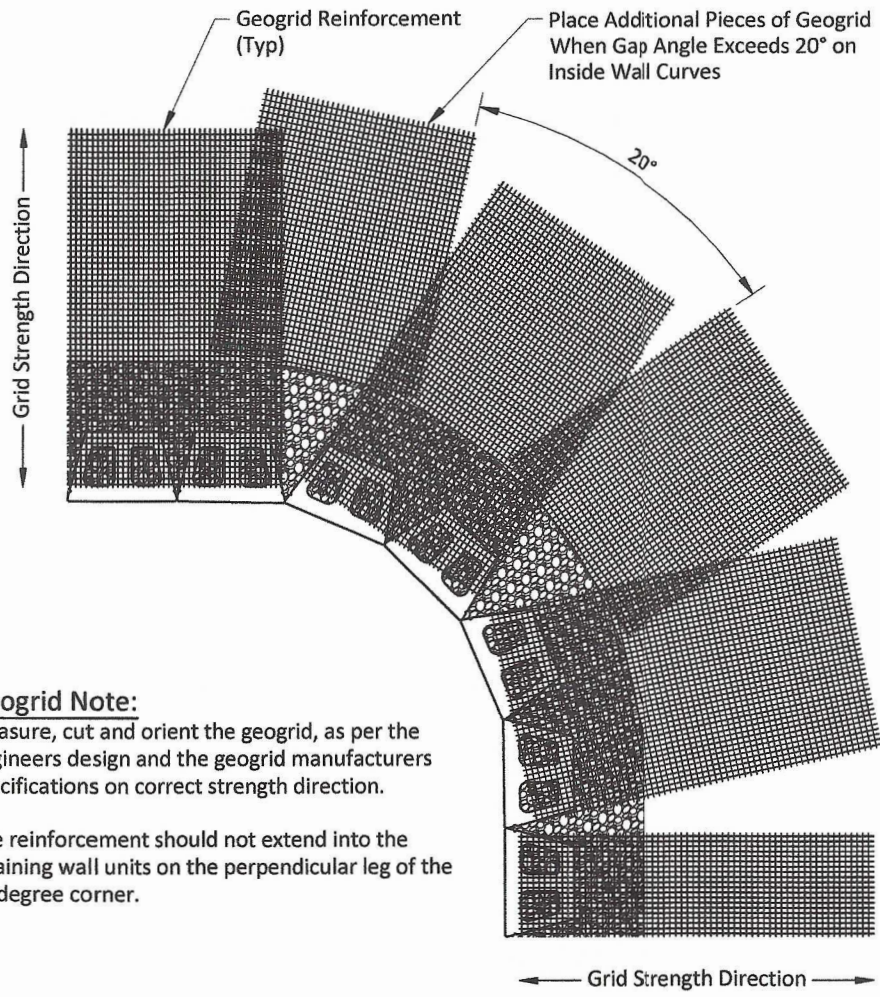 Geogrid Reinforcement
(Typ)
Place Additional Pieces of Geogrid
When Gap Angle Exceeds 20° on
Inside Wall Curves
20°
Grid Strength Direction
ogrid Note:
asure, cut and orient the geogrid, as per the
gineers design and the geogrid manufacturers
cifications on correct strength direction.
e reinforcement should not extend into the
aining wall units on the perpendicular leg of the
degree corner.
Grid Strength Direction